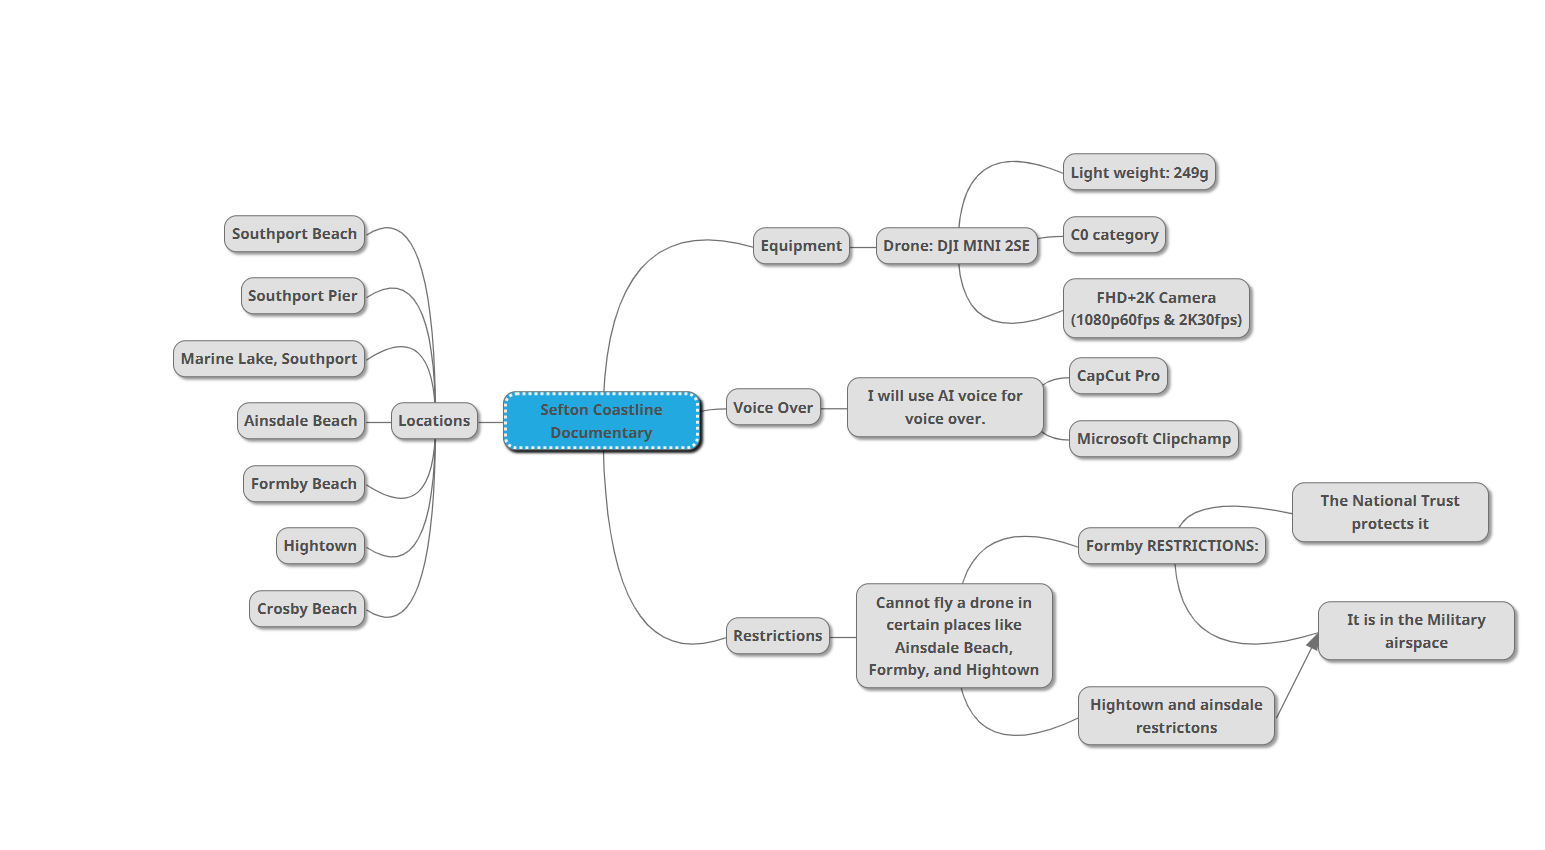 Southport Beach
Southport Pier
Marine Lake, Southport
Ainsdale Beach
Formby Beach
Hightown
Crosby Beach
Locations
Sefton Coastline
Documentary
Equipment
Drone: DJI MINI 2SE
Light weight: 249g
C0 category
FHD+2K Camera
(1080p60fps & 2K30fps)
Voice Over
I will use AI voice for
voice over.
CapCut Pro
Microsoft Clipchamp
Restrictions
Cannot fly a drone in
certain places like
Ainsdale Beach,
Formby, and Hightown
Formby RESTRICTIONS:
The National Trust
protects it
It is in the Military
airspace
Hightown and ainsdale
restrictons